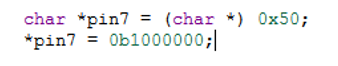 char *pin7 = (char *) 0x50;
*pin7 = 0b1000000;